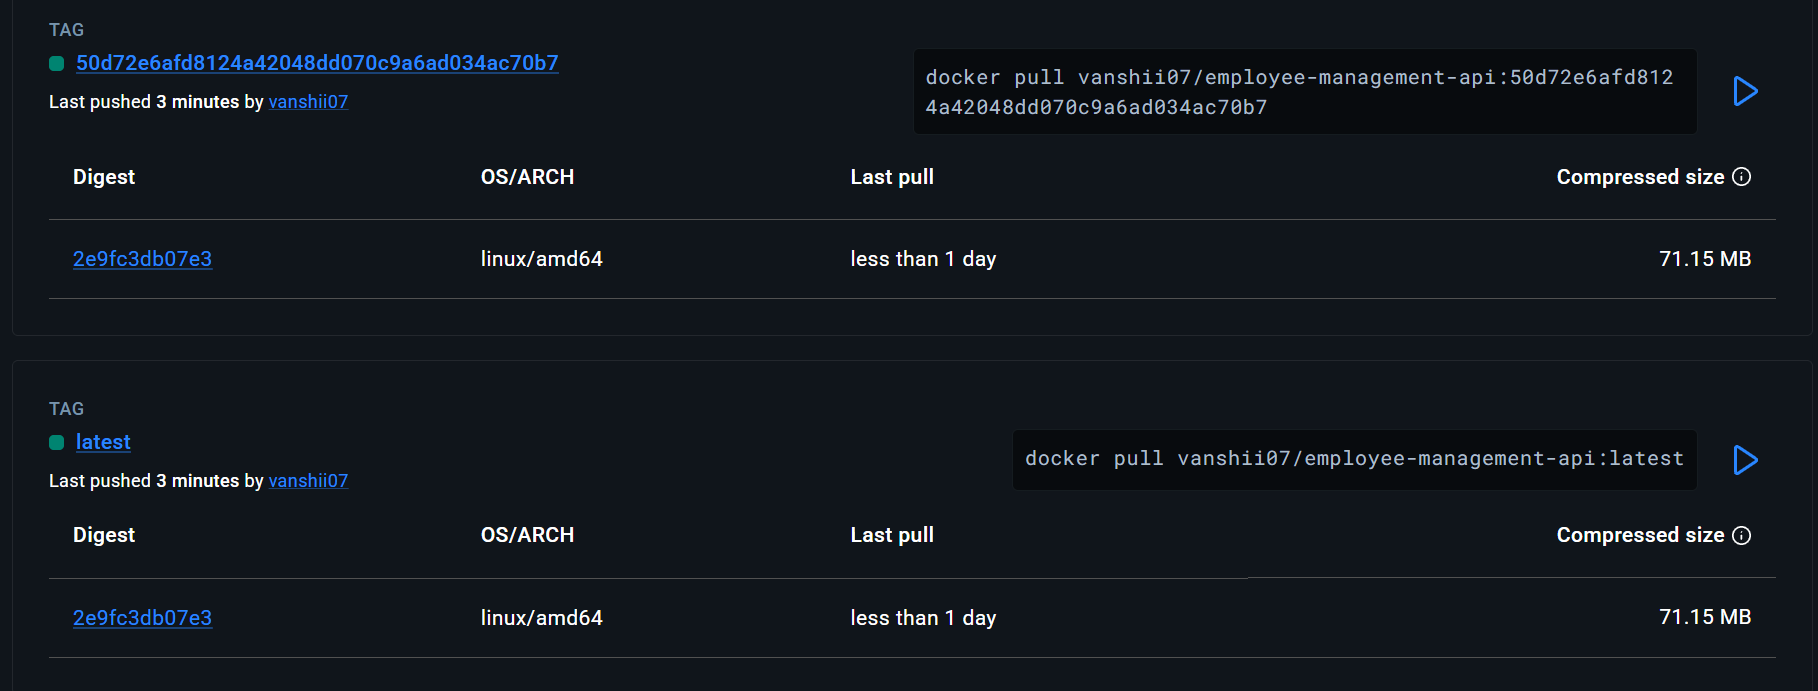 TAG
50d72e6afd8124a42048dd070c9a6ad034ac70b7
Last pushed 3 minutes by vanshii07
docker pull vanshii07/employee-management-api:50d72e6afd812
4a42048dd070c9a6ad034ac70b7
Digest OS/ARCH Last pull Compressed size
2e9fc3db07e3 linux/amd64 less than 1 day 71.15 MB
TAG
latest
Last pushed 3 minutes by vanshii07
docker pull vanshii07/employee-management-api:latest
Digest OS/ARCH Last pull Compressed size
2e9fc3db07e3 linux/amd64 less than 1 day 71.15 MB